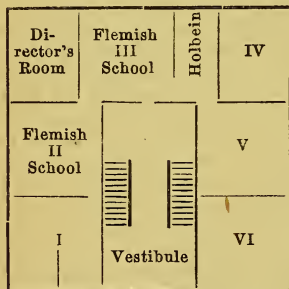 Di-
rector's
Room
Flemish
III
School
Holbein
IV
Flemish
II
School
V
I
Vestibule
VI